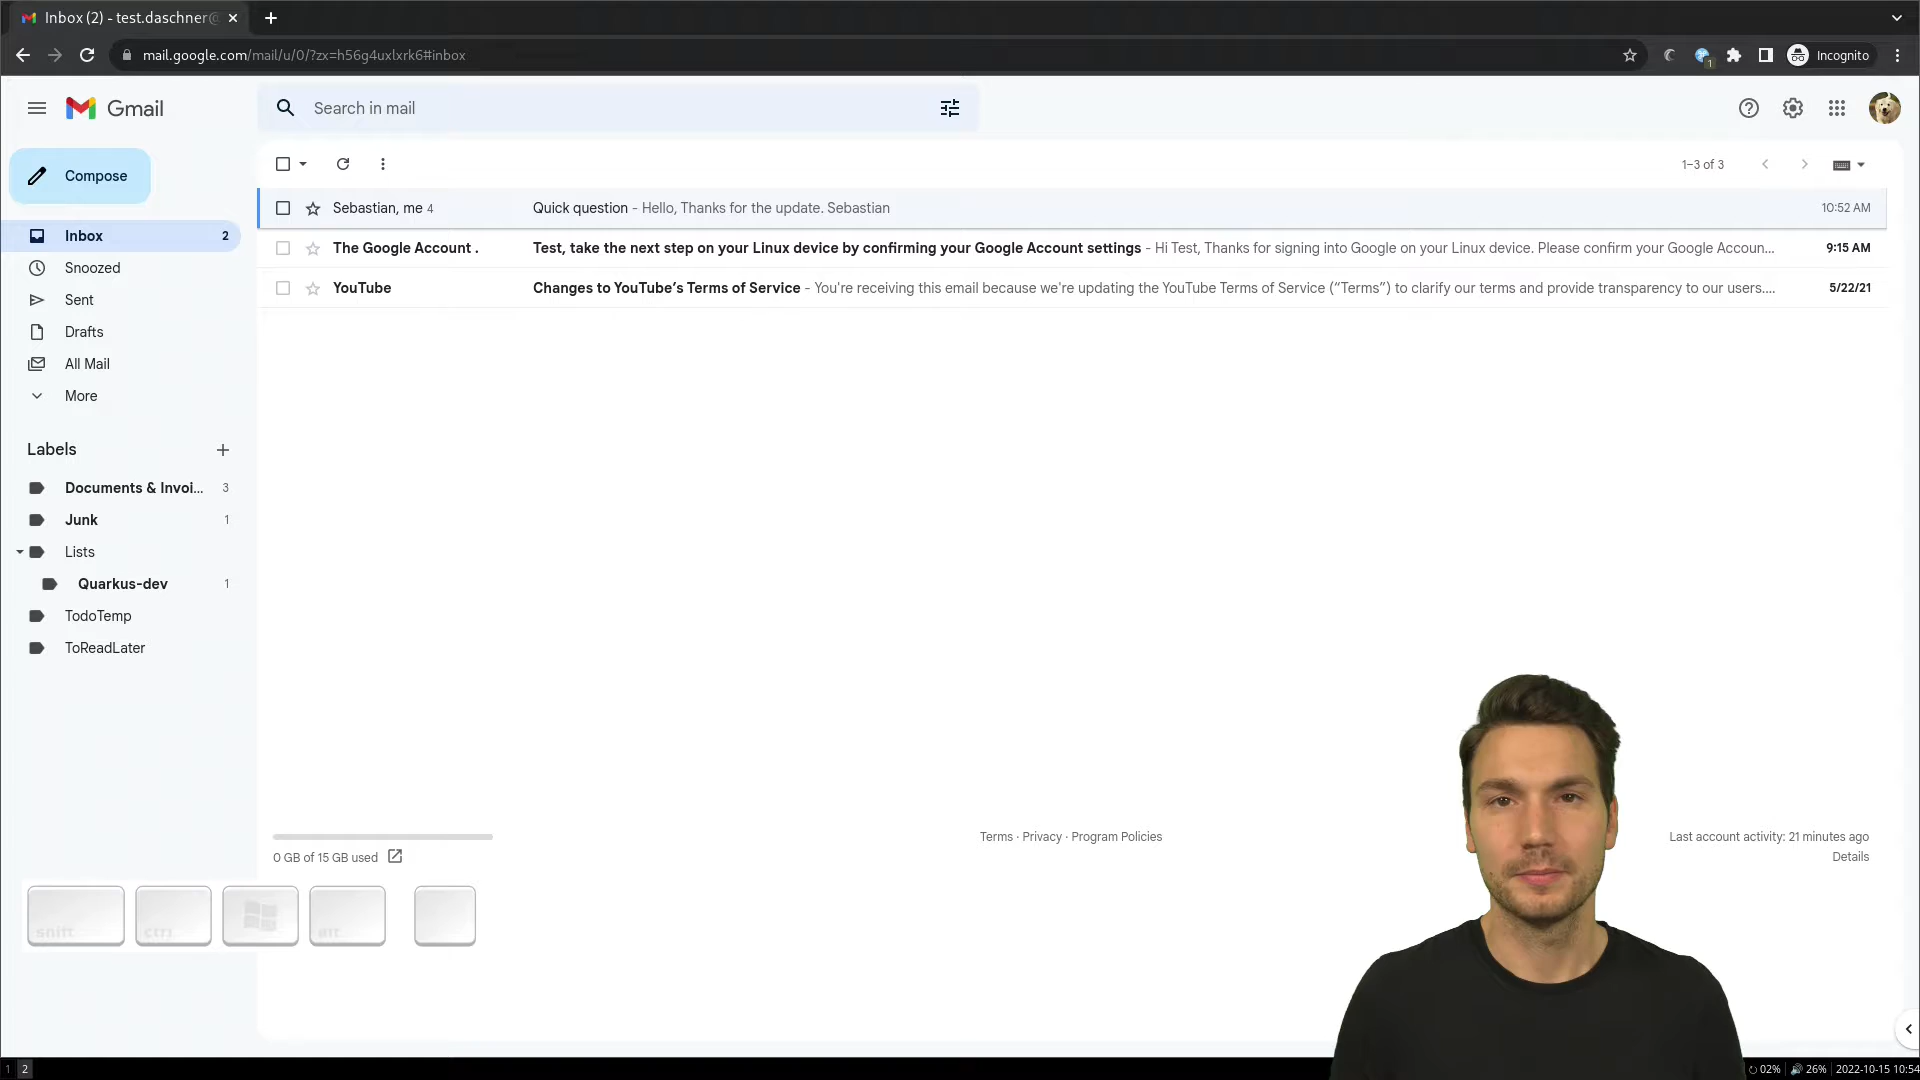 Inbox (2) - test.daschner@
mail.google.com/mail/u/0/?zx=h56g4uxlxrk6#inbox
1
Incognito
Gmail
Search in mail
Compose
1–3 of 3
Sebastian, me 4 Quick question - Hello, Thanks for the update. Sebastian 10:52 AM
Inbox 2
The Google Account . Test, take the next step on your Linux device by confirming your Google Account settings - Hi Test, Thanks for signing into Google on your Linux device. Please confirm your Google Accoun... 9:15 AM
Snoozed
YouTube Changes to YouTube’s Terms of Service - You're receiving this email because we're updating the YouTube Terms of Service (“Terms”) to clarify our terms and provide transparency to our users.... 5/22/21
Sent
Drafts
All Mail
More
Labels
Documents & Invoi... 3
Junk 1
Lists
Quarkus-dev 1
TodoTemp
ToReadLater
Terms · Privacy · Program Policies
Last account activity: 21 minutes ago
0 GB of 15 GB used
Details
shift ctrl alt
1 2
02% 26% 2022-10-15 10:54